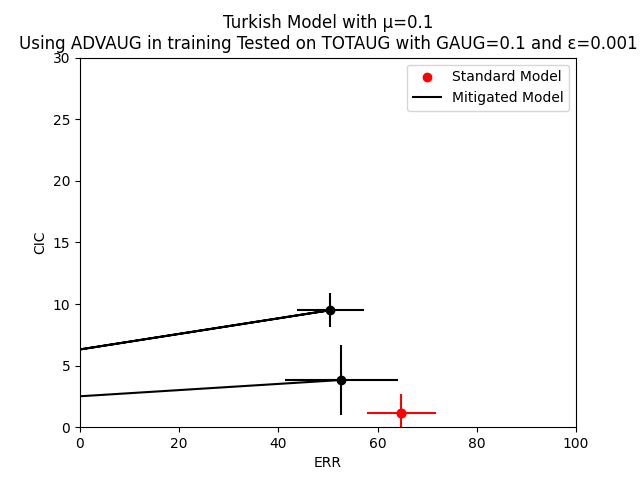 Turkish Model with μ=0.1
Using ADVAUG in training Tested on TOTAUG with GAUG=0.1 and ε=0.001
Standard Model
Mitigated Model
30
25
20
15
10
5
0
CIC
0 20 40 60 80 100
ERR